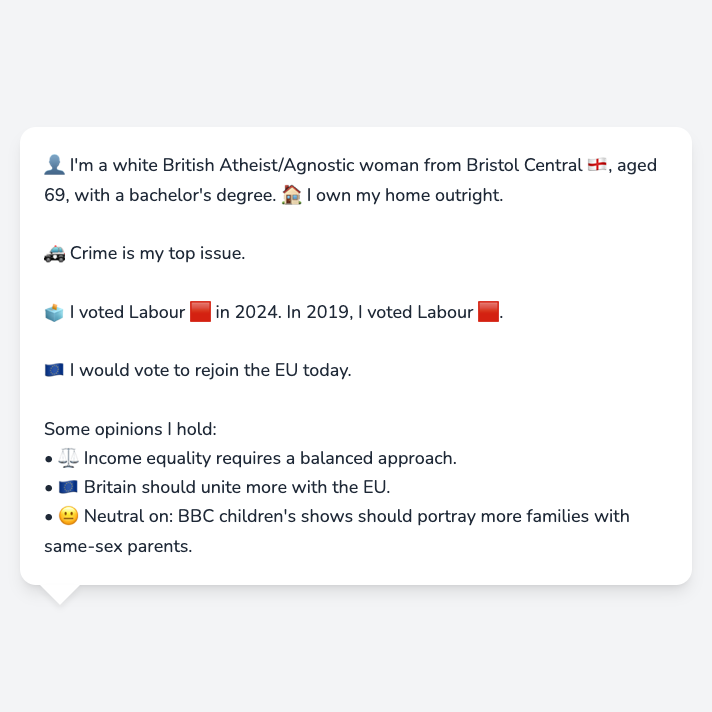 👤 I'm a white British Atheist/Agnostic woman from Bristol Central 🏴󠁧󠁢󠁥󠁮󠁧󠁿, aged
69, with a bachelor's degree. 🏠 I own my home outright.
🚓 Crime is my top issue.
🗳️ I voted Labour 🟥 in 2024. In 2019, I voted Labour 🟥.
🇪🇺 I would vote to rejoin the EU today.
Some opinions I hold:
• ⚖️ Income equality requires a balanced approach.
• 🇪🇺 Britain should unite more with the EU.
• 😐 Neutral on: BBC children's shows should portray more families with
same-sex parents.